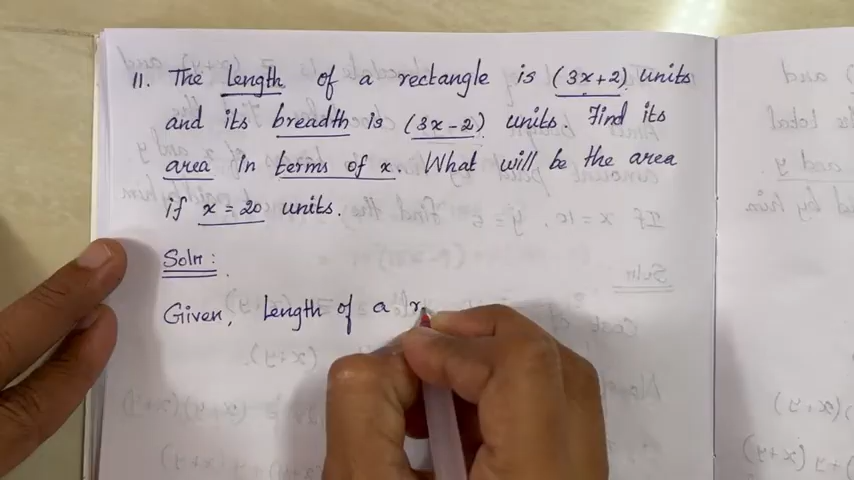 11. The length of a rectangle is (3x+2) units
and its breadth is (3x-2) units. Find its
area in terms of x. What will be the area
if x = 20 units.
Soln:
Given, Length of a r